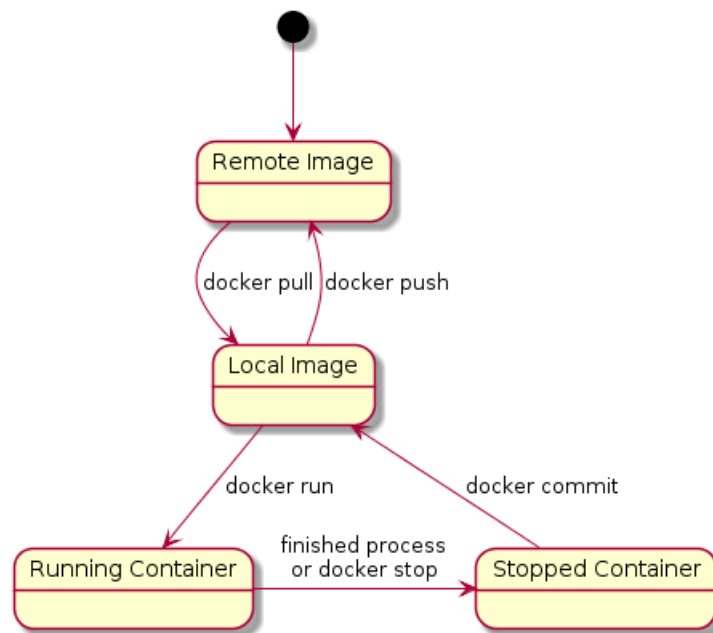 Remote Image
docker pull
docker push
Local Image
docker run
docker commit
finished process
or docker stop
Running Container
Stopped Container